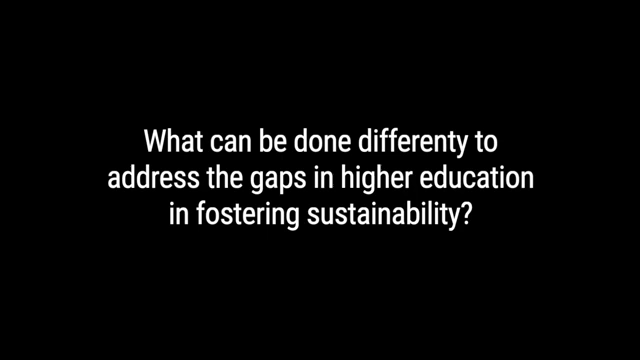 What can be done differenty to
address the gaps in higher education
in fostering sustainability?